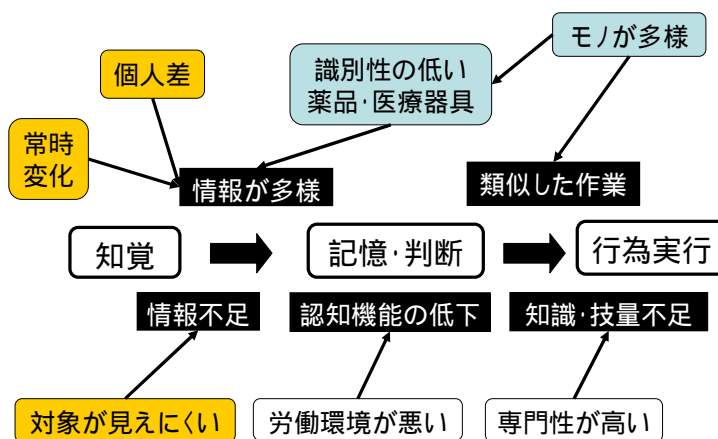 モノが多様
個人差
識別性の低い
薬品・医療器具
常時
変化
情報が多様
類似した作業
知覚
記憶・判断
行為実行
情報不足
認知機能の低下
知識・技量不足
対象が見えにくい
労働環境が悪い
専門性が高い